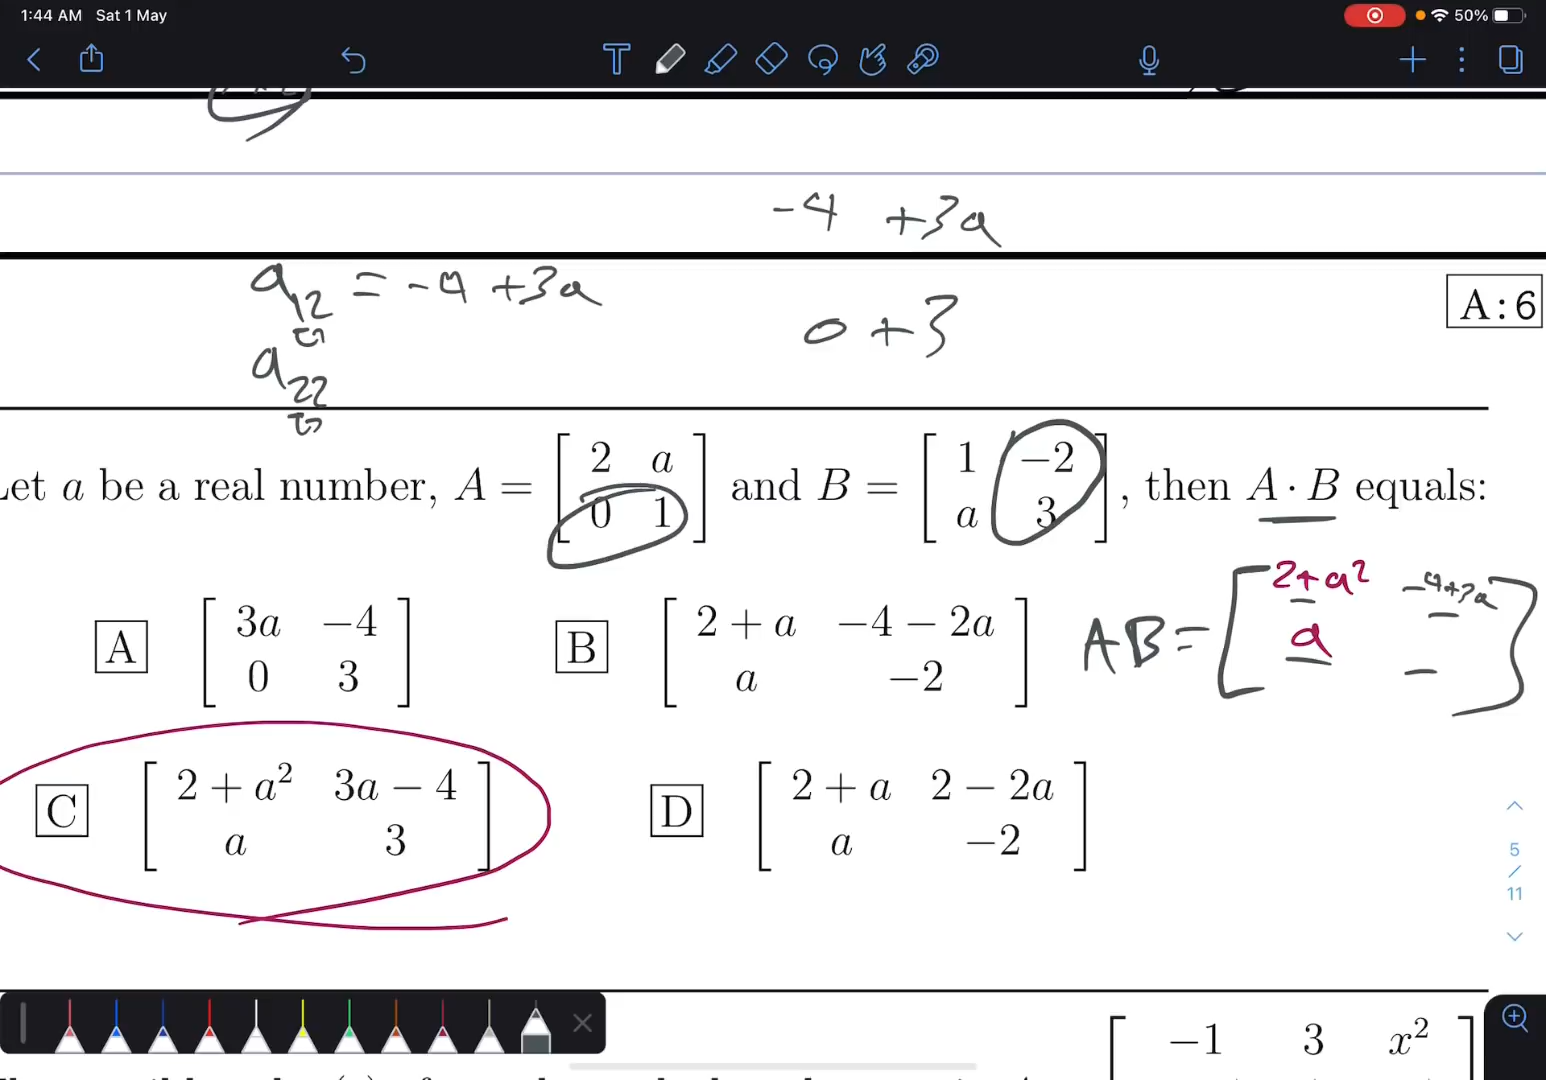 1:44 AM Sat 1 May
50%
-4 +3a
a12 = -4 +3a
0 +3
A:6
a22
Let a be a real number, A = [2 a; 0 1] and B = [1 −2; a 3], then A · B equals:
AB = [2+a² -4+3a; a _]
A [3a −4; 0 3]
B [2 + a −4 − 2a; a −2]
C [2 + a² 3a − 4; a 3]
D [2 + a 2 − 2a; a −2]
5
/
11
−1 3 x²